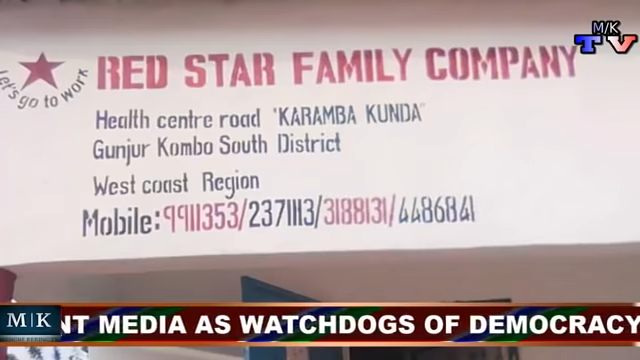 M/K
TV
RED STAR FAMILY COMPANY
Let's go to work
Health centre road "KARAMBA KUNDA"
Gunjur Kombo South District
West coast Region
Mobile:9911353/2371113/3188131/4486841
M|K
NT MEDIA AS WATCHDOGS OF DEMOCRACY